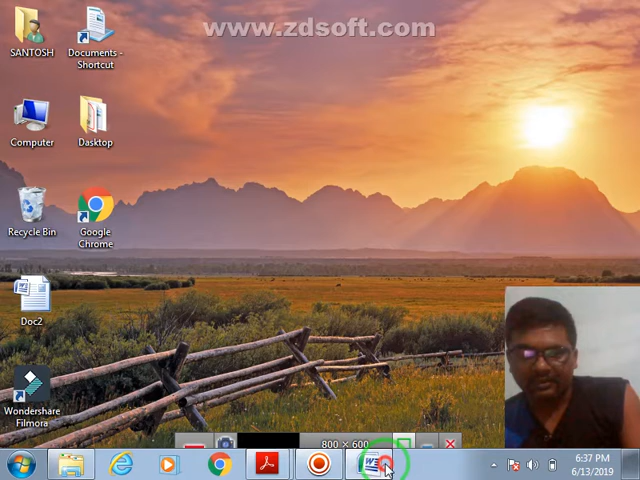 www.zdsoft.com
SANTOSH
Documents -
Shortcut
Computer
Dasktop
Recycle Bin
Google
Chrome
Doc2
Wondershare
Filmora
800 × 600
6:37 PM
6/13/2019